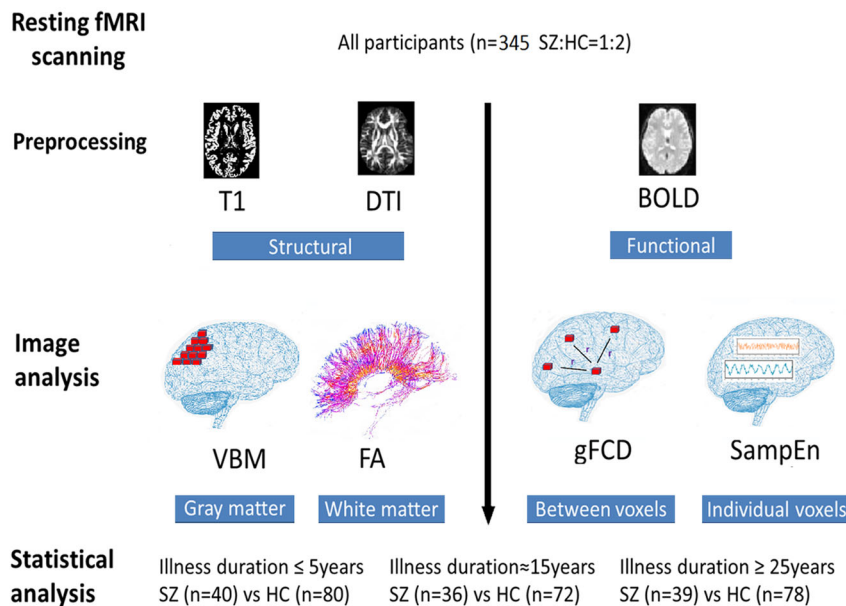 Resting fMRI
scanning
All participants (n=345 SZ:HC=1:2)
Preprocessing
T1
DTI
BOLD
Structural
Functional
Image
analysis
r
r
r
VBM
FA
gFCD
SampEn
Gray matter
White matter
Between voxels
Individual voxels
Statistical
analysis
Illness duration ≤ 5years
Illness duration≈15years
Illness duration ≥ 25years
SZ (n=40) vs HC (n=80)
SZ (n=36) vs HC (n=72)
SZ (n=39) vs HC (n=78)